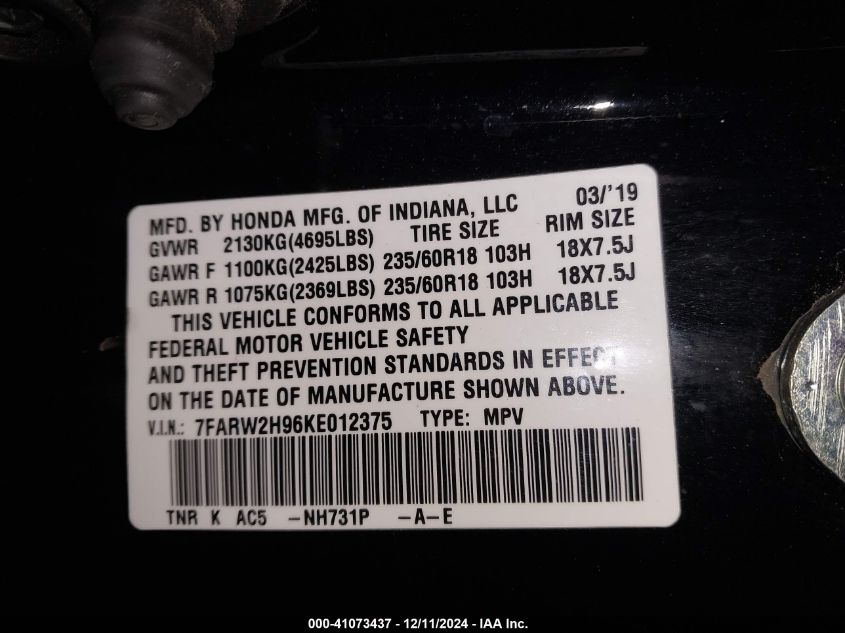 MFD. BY HONDA MFG. OF INDIANA, LLC 03/'19
GVWR 2130KG(4695LBS) TIRE SIZE RIM SIZE
GAWR F 1100KG(2425LBS) 235/60R18 103H 18X7.5J
GAWR R 1075KG(2369LBS) 235/60R18 103H 18X7.5J
THIS VEHICLE CONFORMS TO ALL APPLICABLE
FEDERAL MOTOR VEHICLE SAFETY
AND THEFT PREVENTION STANDARDS IN EFFECT
ON THE DATE OF MANUFACTURE SHOWN ABOVE.
V.I.N.: 7FARW2H96KE012375 TYPE: MPV
TNR K AC5 -NH731P -A-E
000-41073437 - 12/11/2024 - IAA Inc.